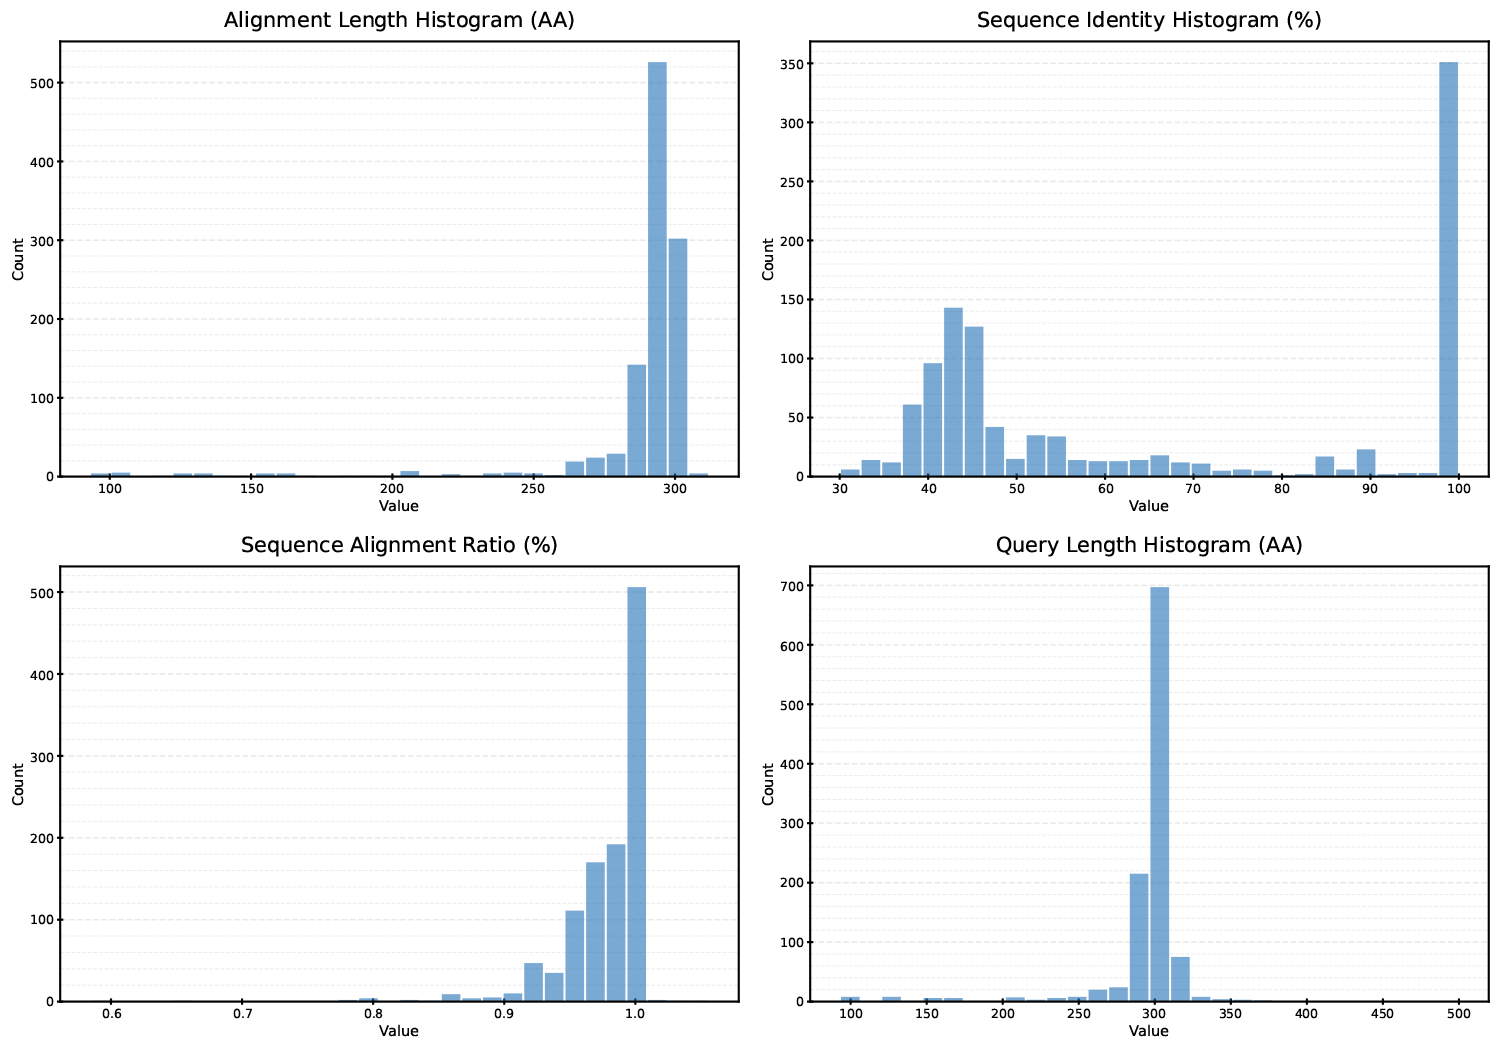 Alignment Length Histogram (AA)
Count
0
100
200
300
400
500
100 150 200 250 300
Value
Sequence Identity Histogram (%)
Count
0
50
100
150
200
250
300
350
30 40 50 60 70 80 90 100
Value
Sequence Alignment Ratio (%)
Count
0
100
200
300
400
500
0.6 0.7 0.8 0.9 1.0
Value
Query Length Histogram (AA)
Count
0
100
200
300
400
500
600
700
100 150 200 250 300 350 400 450 500
Value